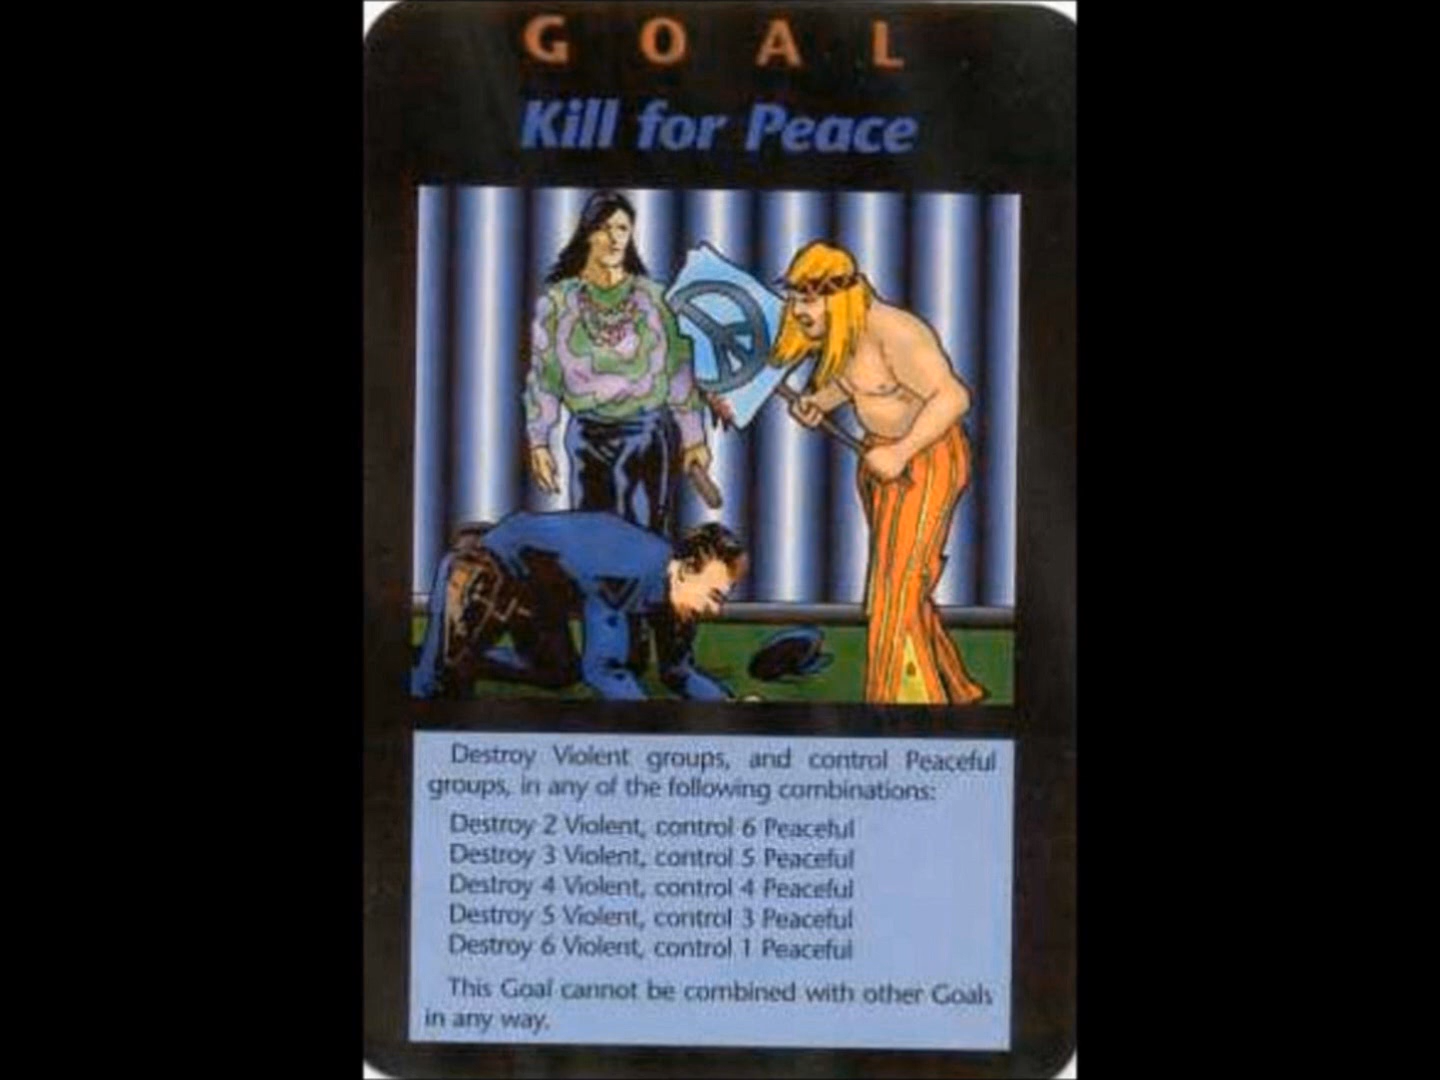 GOAL
Kill for Peace
Destroy Violent groups, and control Peaceful
groups, in any of the following combinations:
Destroy 2 Violent, control 6 Peaceful
Destroy 3 Violent, control 5 Peaceful
Destroy 4 Violent, control 4 Peaceful
Destroy 5 Violent, control 3 Peaceful
Destroy 6 Violent, control 1 Peaceful
This Goal cannot be combined with other Goals
in any way.